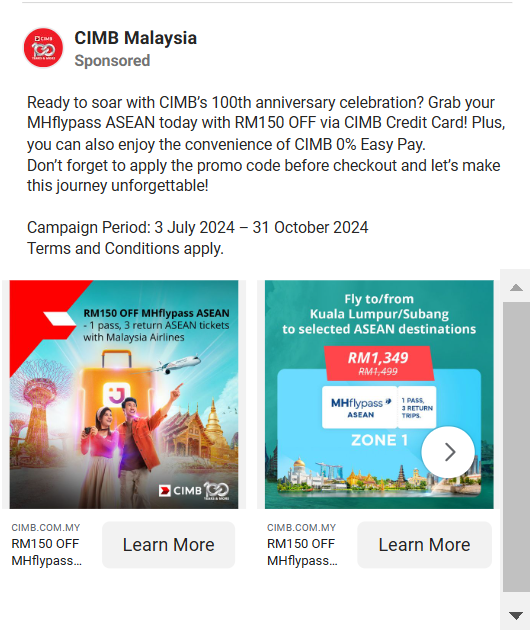 CIMB
100
YEARS & MORE
CIMB Malaysia
Sponsored
Ready to soar with CIMB’s 100th anniversary celebration? Grab your
MHflypass ASEAN today with RM150 OFF via CIMB Credit Card! Plus,
you can also enjoy the convenience of CIMB 0% Easy Pay.
Don’t forget to apply the promo code before checkout and let’s make
this journey unforgettable!
Campaign Period: 3 July 2024 – 31 October 2024
Terms and Conditions apply.
RM150 OFF MHflypass ASEAN
- 1 pass, 3 return ASEAN tickets
with Malaysia Airlines
CIMB 100
YEARS & MORE
CIMB.COM.MY
RM150 OFF
MHflypass...
Learn More
Fly to/from
Kuala Lumpur/Subang
to selected ASEAN destinations
RM1,349
RM1,499
MHflypass
ASEAN
1 PASS,
3 RETURN
TRIPS.
ZONE 1
CIMB.COM.MY
RM150 OFF
MHflypass...
Learn More